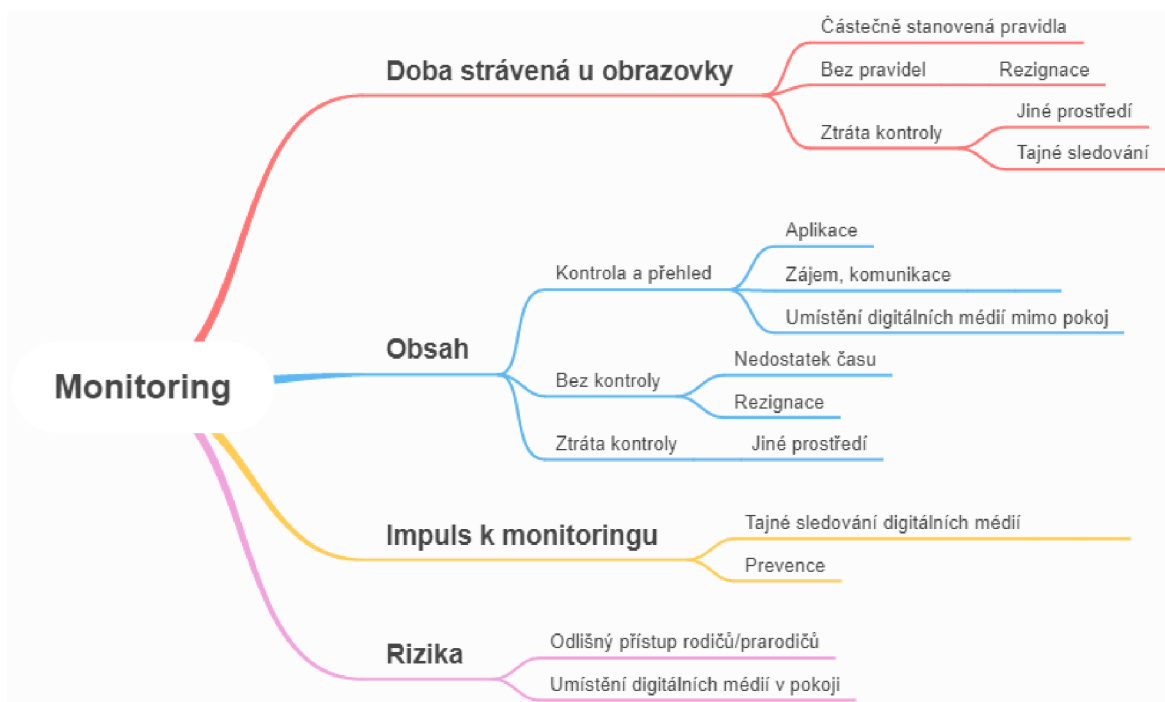 Částečně stanovená pravidla
Doba strávená u obrazovky
Bez pravidel
Rezignace
Ztráta kontroly
Jiné prostředí
Tajné sledování
Aplikace
Kontrola a přehled
Zájem, komunikace
Umístění digitálních médií mimo pokoj
Obsah
Nedostatek času
Bez kontroly
Rezignace
Monitoring
Ztráta kontroly
Jiné prostředí
Impuls k monitoringu
Tajné sledování digitálních médií
Prevence
Rizika
Odlišný přístup rodičů/prarodičů
Umístění digitálních médií v pokoji